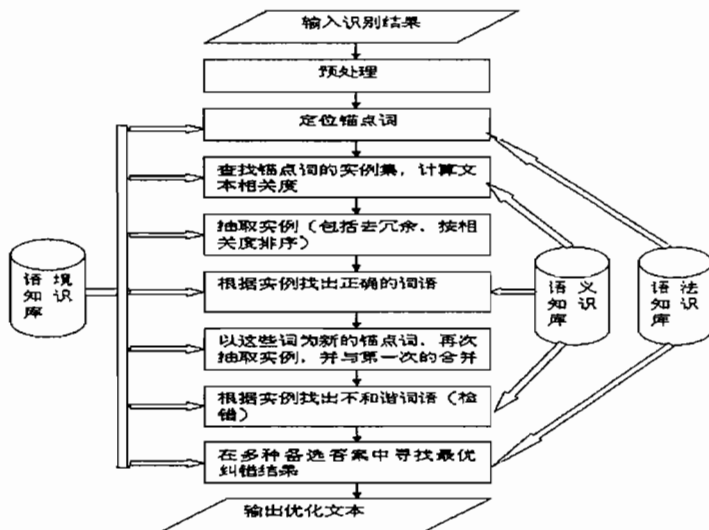 输入识别结果
预处理
定位锚点词
查找锚点词的实例集，计算文
本相关度
抽取实例（包括去冗余、按相
关度排序）
根据实例找出正确的词语
以这些词为新的锚点词，再次
抽取实例，并与第一次的合并
根据实例找出不和谐词语（检
错）
在多种备选答案中寻找最优
纠错结果
输出优化文本
语境
知识
库
语义
知识
库
语法
知识
库